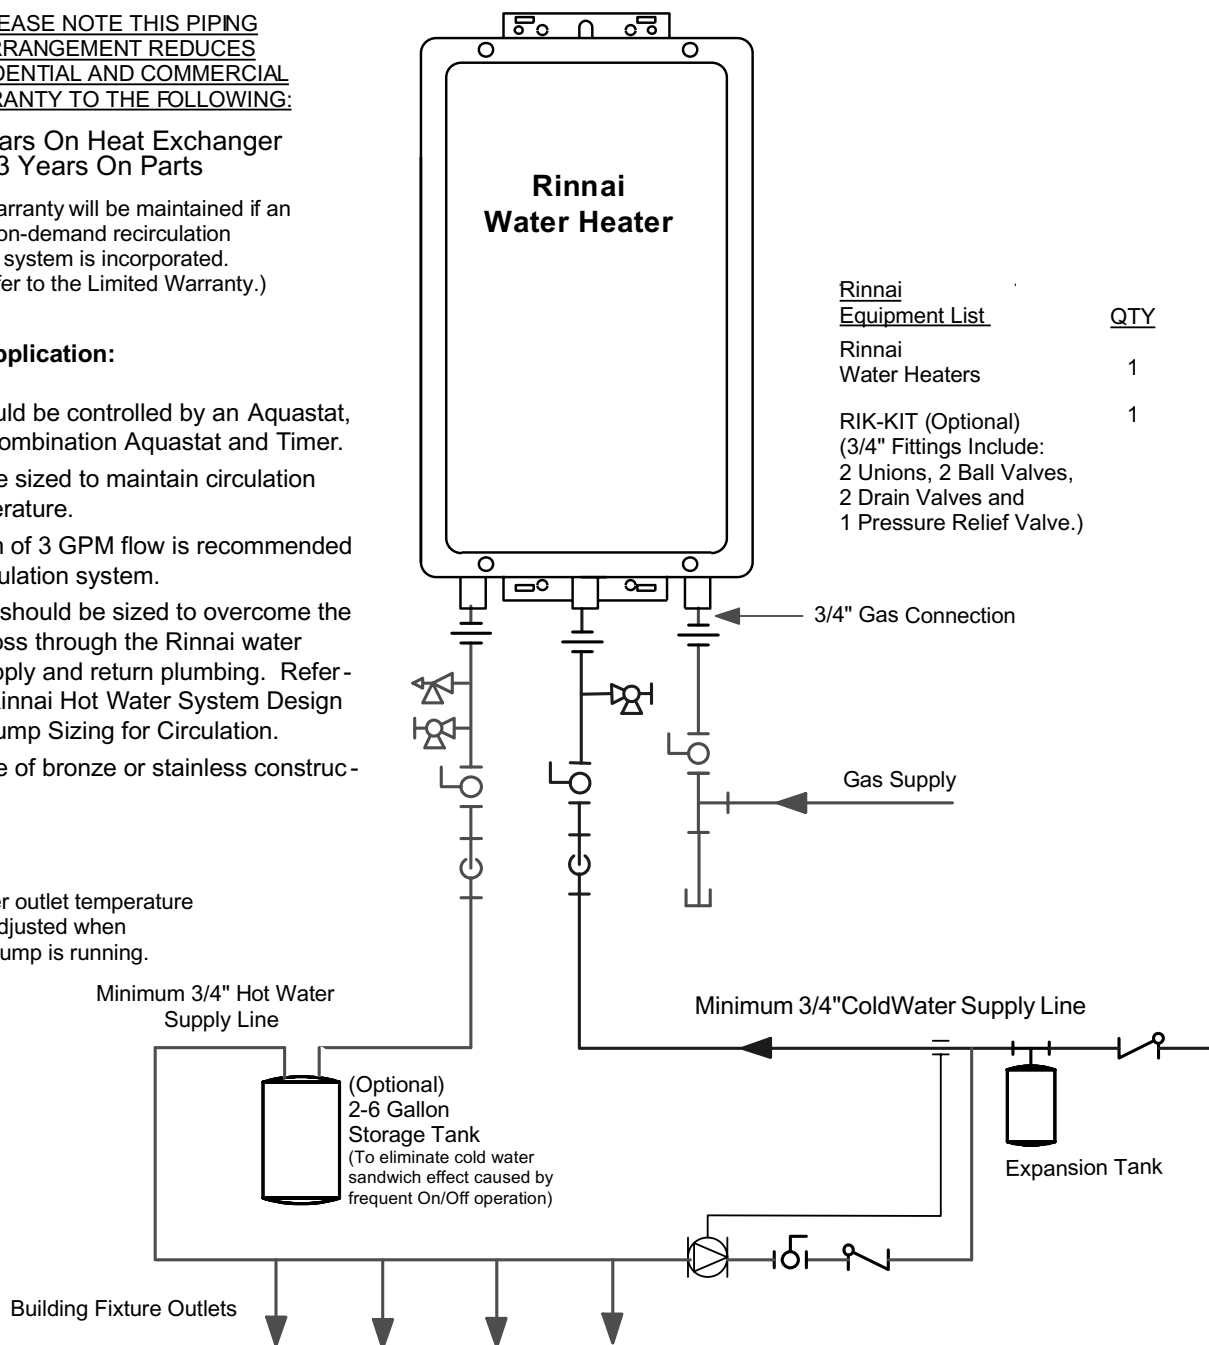 EASE NOTE THIS PIPING
RRANGEMENT REDUCES
DENTIAL AND COMMERCIAL
RANTY TO THE FOLLOWING:
ars On Heat Exchanger
3 Years On Parts
arranty will be maintained if an
on-demand recirculation
system is incorporated.
fer to the Limited Warranty.)
pplication:
uld be controlled by an Aquastat,
ombination Aquastat and Timer.
e sized to maintain circulation
erature.
n of 3 GPM flow is recommended
ulation system.
should be sized to overcome the
oss through the Rinnai water
pply and return plumbing. Refer-
innai Hot Water System Design
ump Sizing for Circulation.
e of bronze or stainless construc-
er outlet temperature
djusted when
ump is running.
Rinnai
Water Heater
Rinnai
Equipment List QTY
Rinnai
Water Heaters 1
RIK-KIT (Optional) 1
(3/4" Fittings Include:
2 Unions, 2 Ball Valves,
2 Drain Valves and
1 Pressure Relief Valve.)
3/4" Gas Connection
Gas Supply
Minimum 3/4" Hot Water
Supply Line
Minimum 3/4"ColdWater Supply Line
(Optional)
2-6 Gallon
Storage Tank
(To eliminate cold water
sandwich effect caused by
frequent On/Off operation)
Expansion Tank
Building Fixture Outlets